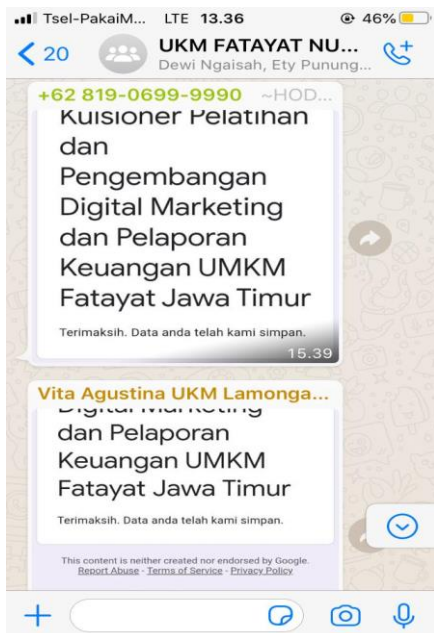 Tsel-PakaiM... LTE 13.36 46%
20 UKM FATAYAT NU...
Dewi Ngaisah, Ety Punung...
+62 819-0699-9990 ~HOD...
Kuisioner Pelatihan
dan
Pengembangan
Digital Marketing
dan Pelaporan
Keuangan UMKM
Fatayat Jawa Timur
Terimaksih. Data anda telah kami simpan.
15.39
Vita Agustina UKM Lamonga...
Digital Marketing
dan Pelaporan
Keuangan UMKM
Fatayat Jawa Timur
Terimaksih. Data anda telah kami simpan.
This content is neither created nor endorsed by Google.
Report Abuse - Terms of Service - Privacy Policy